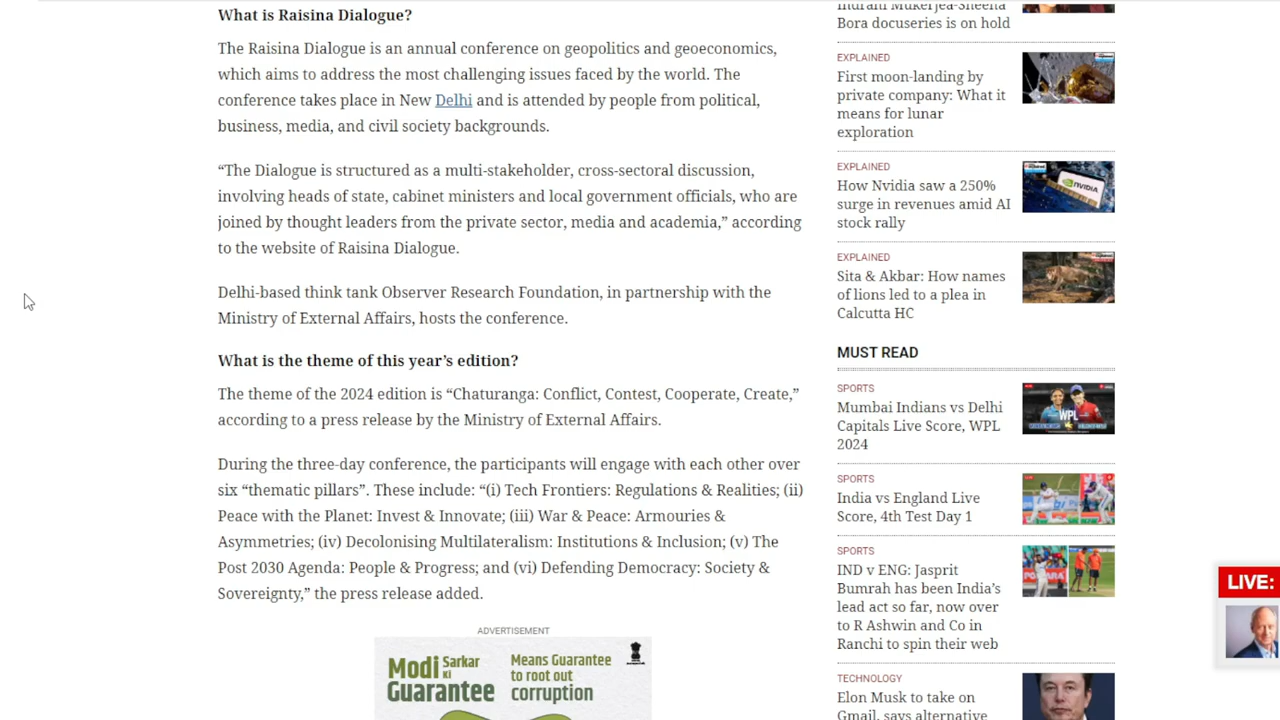 What is Raisina Dialogue?
The Raisina Dialogue is an annual conference on geopolitics and geoeconomics,
which aims to address the most challenging issues faced by the world. The
conference takes place in New Delhi and is attended by people from political,
business, media, and civil society backgrounds.
“The Dialogue is structured as a multi-stakeholder, cross-sectoral discussion,
involving heads of state, cabinet ministers and local government officials, who are
joined by thought leaders from the private sector, media and academia,” according
to the website of Raisina Dialogue.
Delhi-based think tank Observer Research Foundation, in partnership with the
Ministry of External Affairs, hosts the conference.
What is the theme of this year’s edition?
The theme of the 2024 edition is “Chaturanga: Conflict, Contest, Cooperate, Create,”
according to a press release by the Ministry of External Affairs.
During the three-day conference, the participants will engage with each other over
six “thematic pillars”. These include: “(i) Tech Frontiers: Regulations & Realities; (ii)
Peace with the Planet: Invest & Innovate; (iii) War & Peace: Armouries &
Asymmetries; (iv) Decolonising Multilateralism: Institutions & Inclusion; (v) The
Post 2030 Agenda: People & Progress; and (vi) Defending Democracy: Society &
Sovereignty,” the press release added.
ADVERTISEMENT
Modi Sarkar
Ki
Guarantee
Means Guarantee
to root out
corruption
Indrani Mukerjea-Sheena
Bora docuseries is on hold
EXPLAINED
First moon-landing by
private company: What it
means for lunar
exploration
EXPLAINED
How Nvidia saw a 250%
surge in revenues amid AI
stock rally
NVIDIA
EXPLAINED
Sita & Akbar: How names
of lions led to a plea in
Calcutta HC
MUST READ
SPORTS
Mumbai Indians vs Delhi
Capitals Live Score, WPL
2024
WPL
SPORTS
India vs England Live
Score, 4th Test Day 1
SPORTS
IND v ENG: Jasprit
Bumrah has been India’s
lead act so far, now over
to R Ashwin and Co in
Ranchi to spin their web
TECHNOLOGY
Elon Musk to take on
Gmail, says alternative
LIVE: